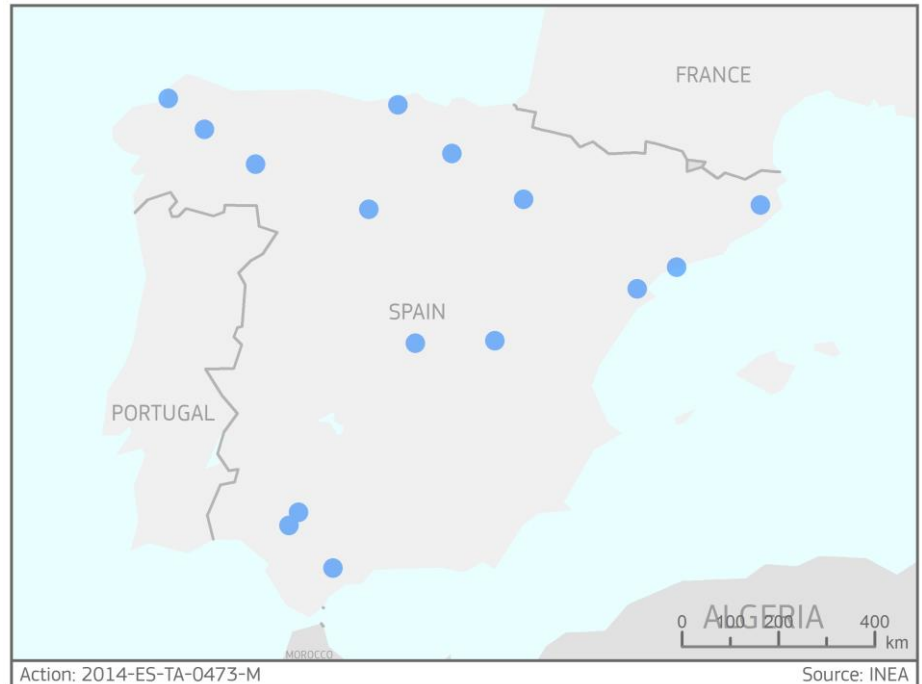 FRANCE
SPAIN
PORTUGAL
ALGERIA
0 100 200 400
km
MOROCCO
Action: 2014-ES-TA-0473-M
Source: INEA